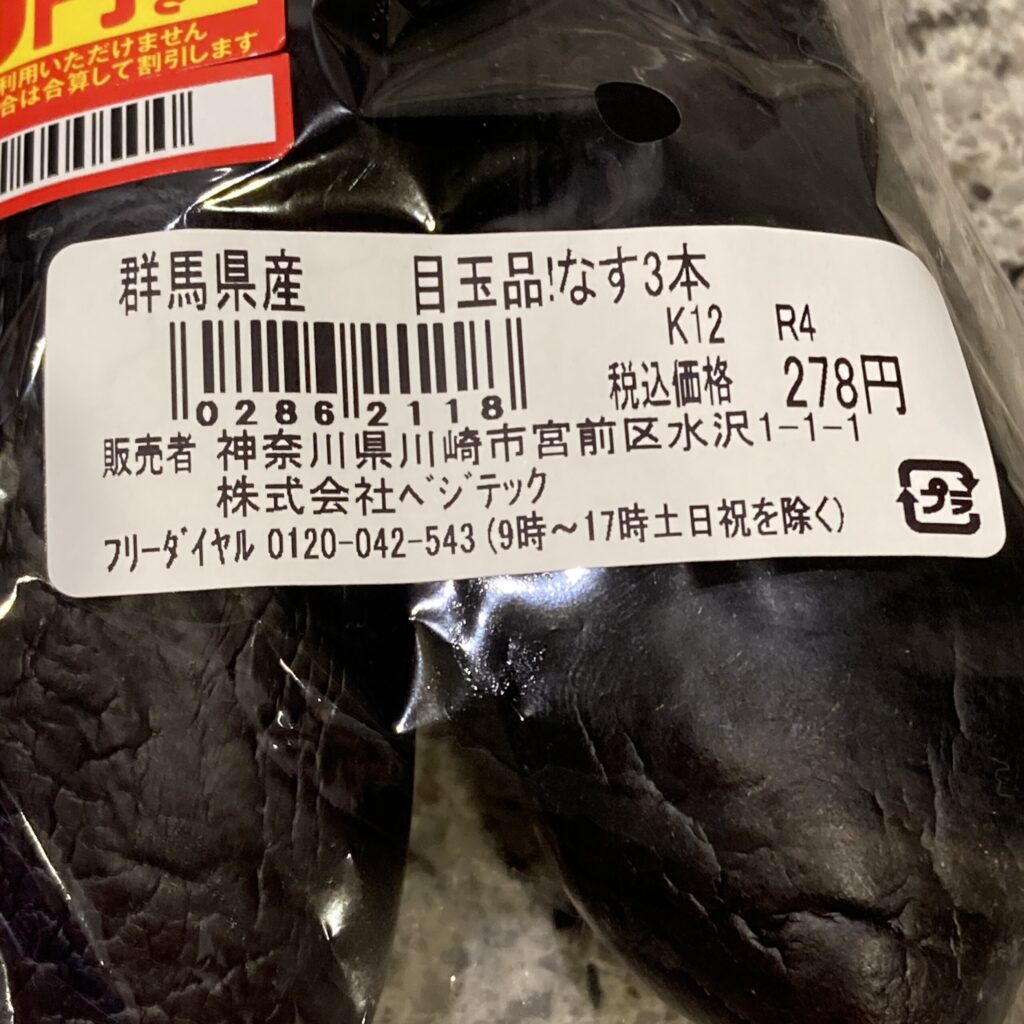 円
利用いただけません
合は合算して割引します
群馬県産 目玉品!なす3本
K12 R4
税込価格 278円
02862118
販売者 神奈川県川崎市宮前区水沢1-1-1
株式会社ベジテック
プラ
フリーダイヤル 0120-042-543 (9時～17時土日祝を除く)